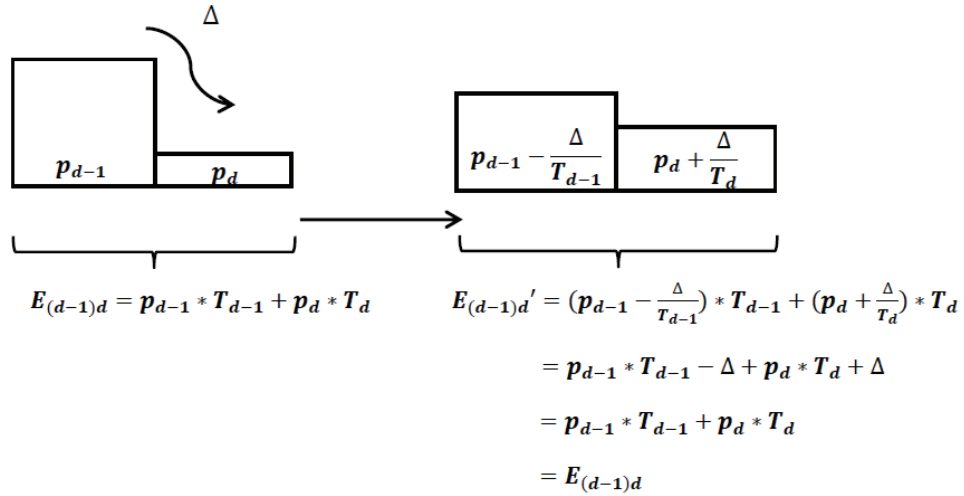 Δ
p_{d−1}
p_d
p_{d−1} − Δ/T_{d−1}
p_d + Δ/T_d
E_{(d−1)d} = p_{d−1} * T_{d−1} + p_d * T_d
E_{(d−1)d}′ = (p_{d−1} − Δ/T_{d−1}) * T_{d−1} + (p_d + Δ/T_d) * T_d
= p_{d−1} * T_{d−1} − Δ + p_d * T_d + Δ
= p_{d−1} * T_{d−1} + p_d * T_d
= E_{(d−1)d}